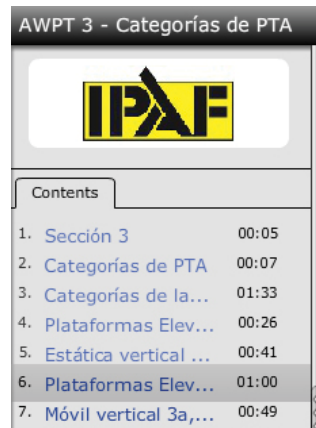 AWPT 3 - Categorías de PTA
IPAF
Contents
1. Sección 3 00:05
2. Categorías de PTA 00:07
3. Categorías de la... 01:33
4. Plataformas Elev... 00:26
5. Estática vertical ... 00:41
6. Plataformas Elev... 01:00
7. Móvil vertical 3a,... 00:49